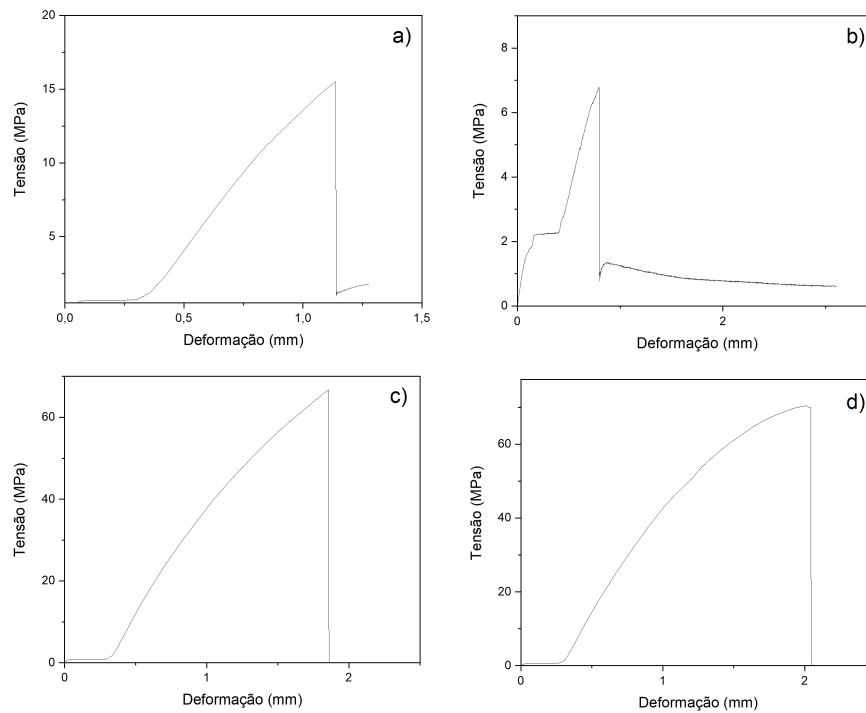 a)
20
15
10
5
Tensão (MPa)
0,0 0,5 1,0 1,5
Deformação (mm)
b)
8
6
4
2
0
Tensão (MPa)
0 2
Deformação (mm)
c)
60
40
20
0
Tensão (MPa)
0 1 2
Deformação (mm)
d)
60
40
20
0
Tensão (MPa)
0 1 2
Deformação (mm)